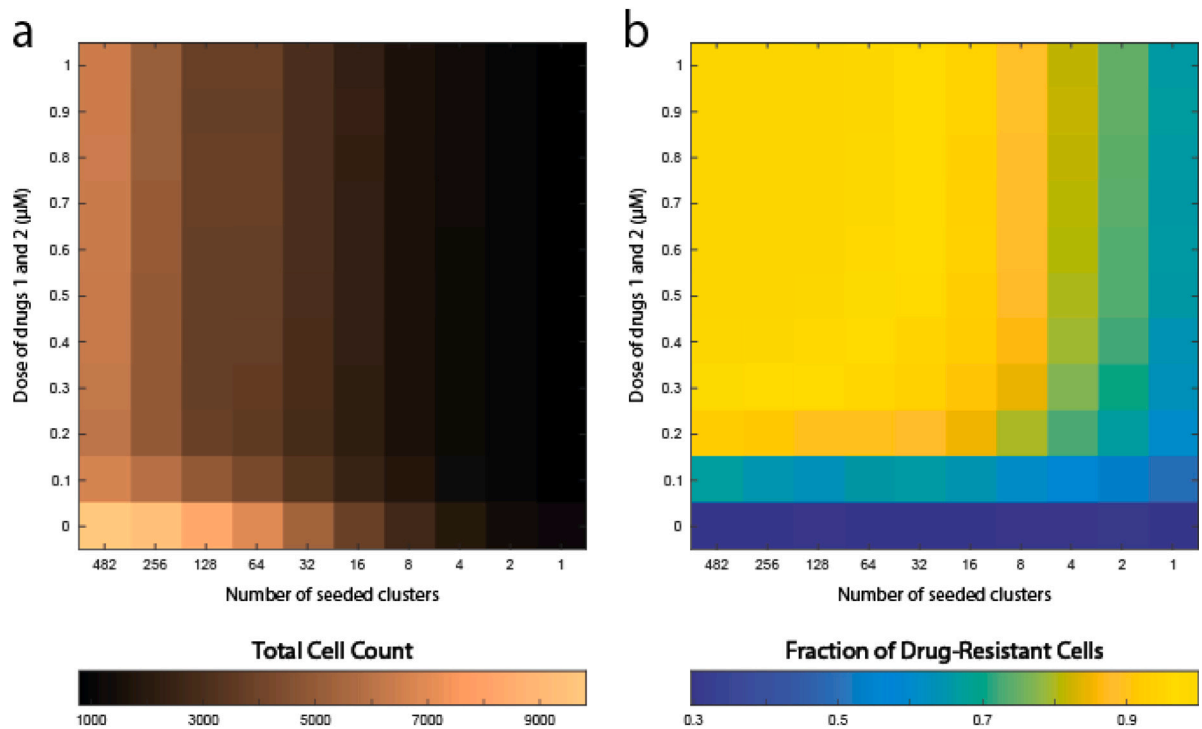 a
1
0.9
0.8
0.7
0.6
0.5
0.4
0.3
0.2
0.1
0
Dose of drugs 1 and 2 (µM)
482 256 128 64 32 16 8 4 2 1
Number of seeded clusters
Total Cell Count
1000 3000 5000 7000 9000
b
1
0.9
0.8
0.7
0.6
0.5
0.4
0.3
0.2
0.1
0
Dose of drugs 1 and 2 (µM)
482 256 128 64 32 16 8 4 2 1
Number of seeded clusters
Fraction of Drug-Resistant Cells
0.3 0.5 0.7 0.9